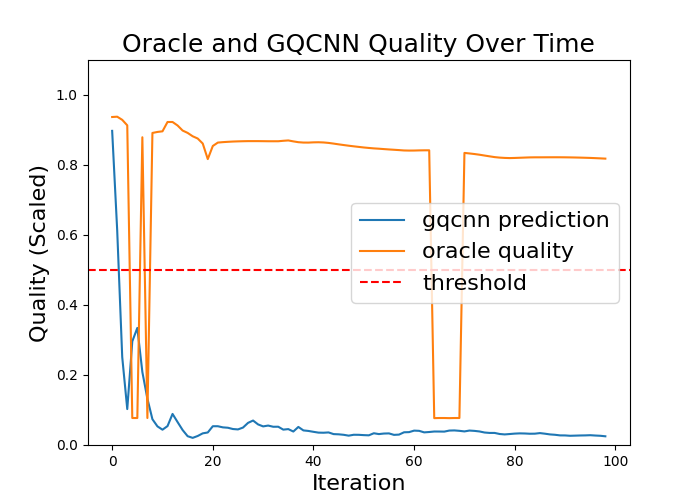 Oracle and GQCNN Quality Over Time
Quality (Scaled)
1.0
0.8
0.6
0.4
0.2
0.0
gqcnn prediction
oracle quality
threshold
0 20 40 60 80 100
Iteration